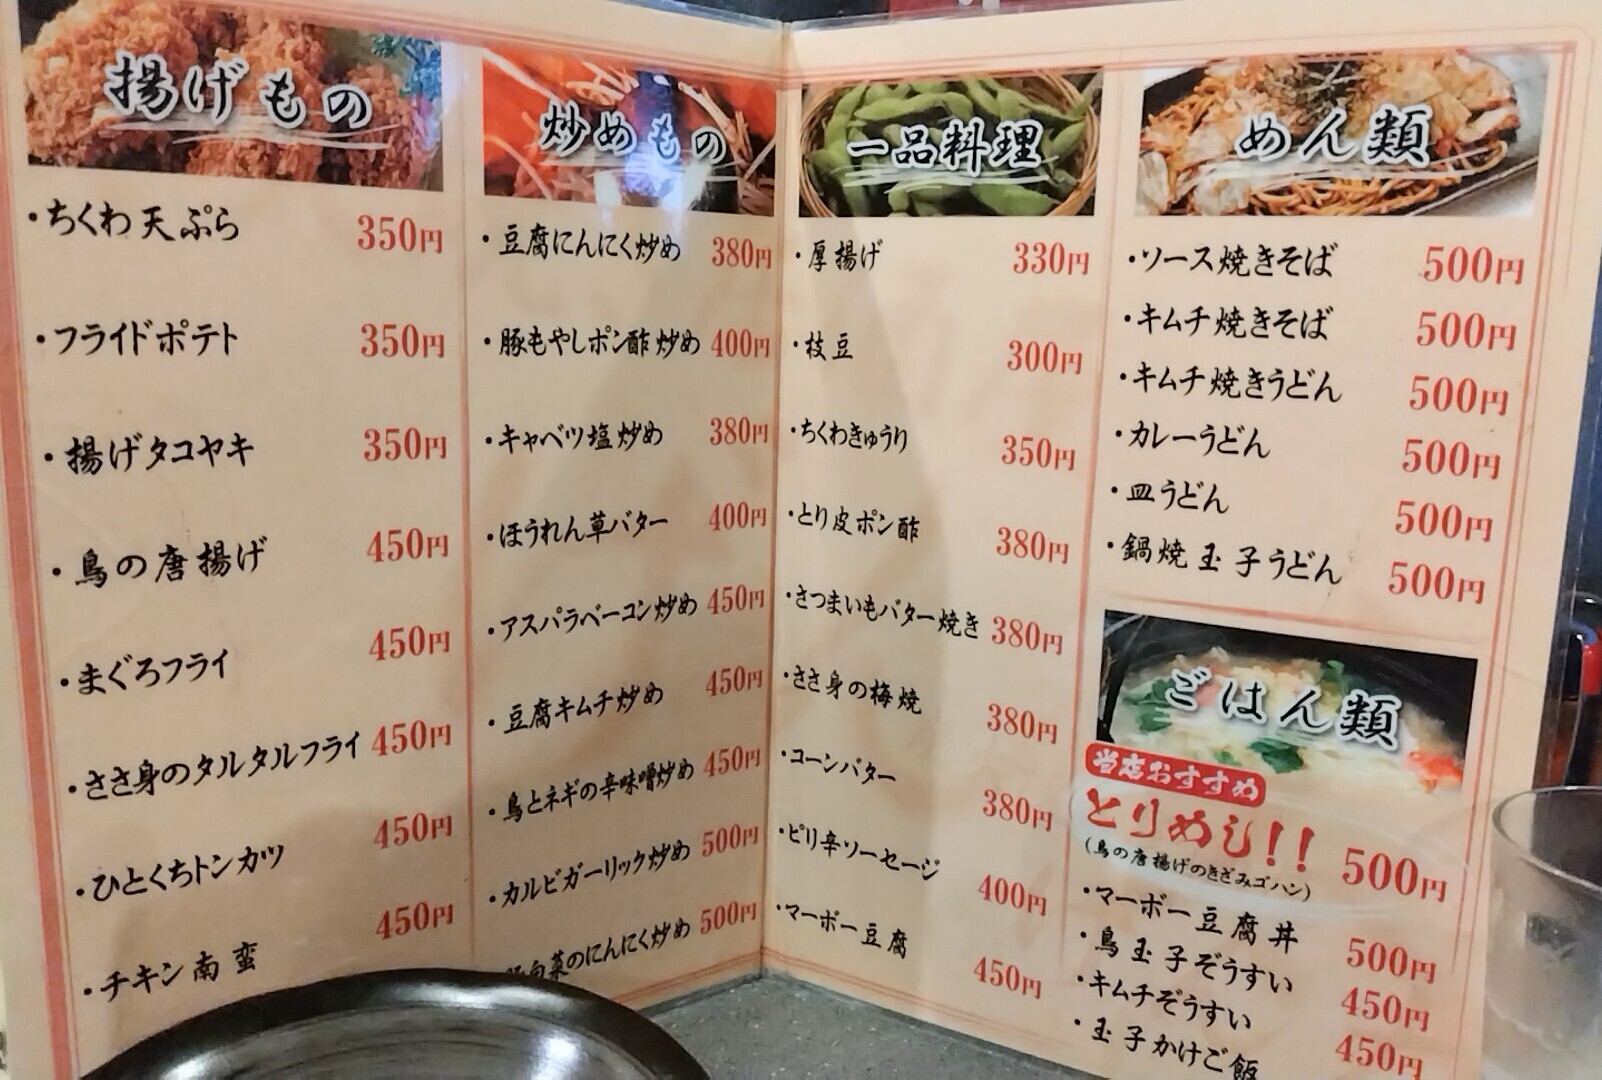 揚げもの
・ちくわ天ぷら 350円
・フライドポテト 350円
・揚げタコヤキ 350円
・鳥の唐揚げ 450円
・まぐろフライ 450円
・ささ身のタルタルフライ 450円
・ひとくちトンカツ 450円
・チキン南蛮 450円
炒めもの
・豆腐にんにく炒め 380円
・豚もやしポン酢炒め 400円
・キャベツ塩炒め 380円
・ほうれん草バター 400円
・アスパラベーコン炒め 450円
・豆腐キムチ炒め 450円
・鳥とネギの辛味噌炒め 450円
・カルビガーリック炒め 500円
豚白菜のにんにく炒め 500円
一品料理
・厚揚げ 330円
・枝豆 300円
・ちくわきゅうり 350円
・とり皮ポン酢 380円
・さつまいもバター焼き 380円
・ささ身の梅焼 380円
・コーンバター 380円
・ピリ辛ソーセージ 400円
・マーボー豆腐 450円
めん類
・ソース焼きそば 500円
・キムチ焼きそば 500円
・キムチ焼きうどん 500円
・カレーうどん 500円
・皿うどん 500円
・鍋焼玉子うどん 500円
ごはん類
当店おすすめ
とりめし!! 500円
(鳥の唐揚げのきざみゴハン)
・マーボー豆腐丼 500円
・鳥玉子ぞうすい 450円
・キムチぞうすい 450円
・玉子かけご飯